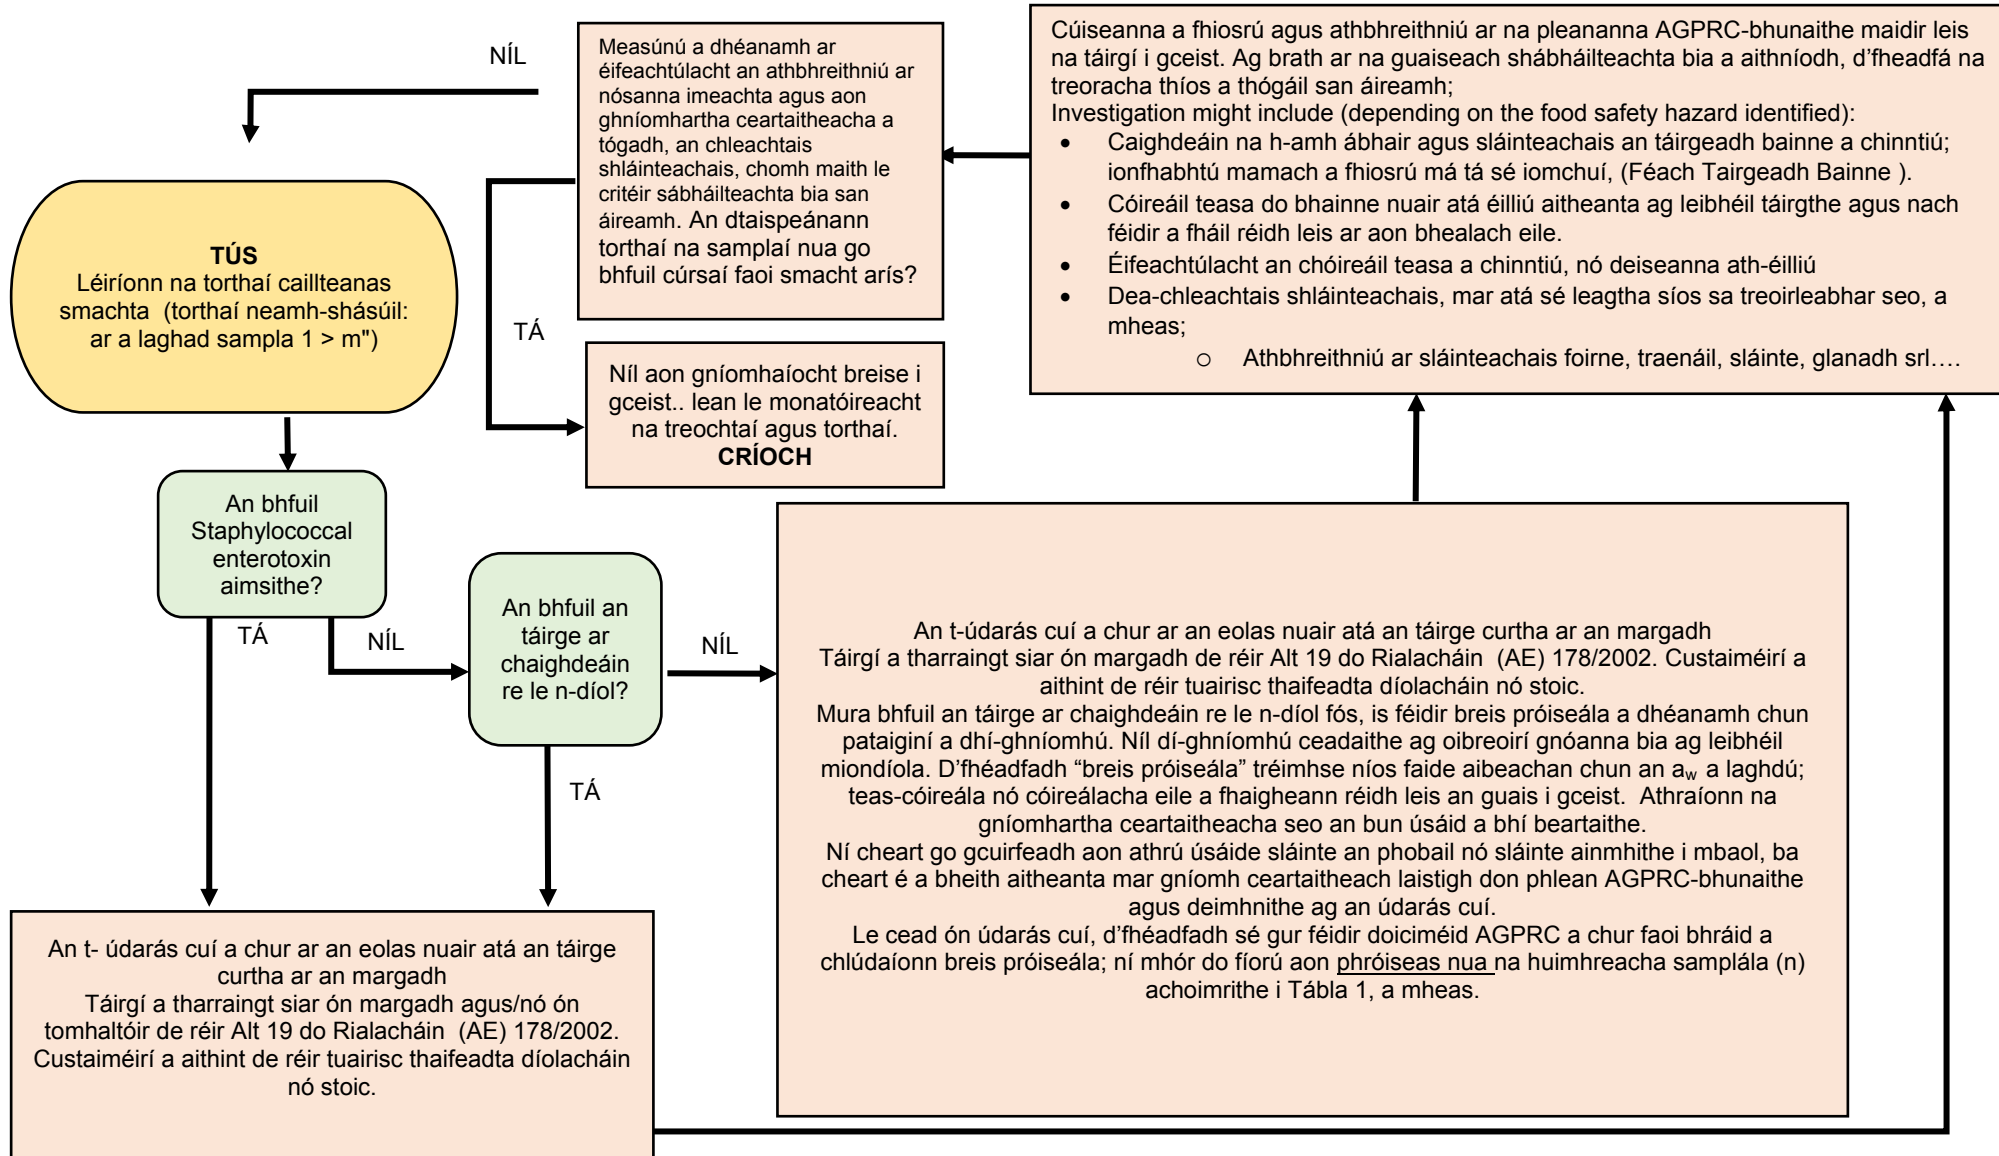 TÚS
Léiríonn na torthaí caillteanas
smachta (torthaí neamh-shásúil:
ar a laghad sampla 1 > m")
An bhfuil
Staphylococcal
enterotoxin
aimsithe?
TÁ
NÍL
An bhfuil an
táirge ar
chaighdeáin
re le n-díol?
NÍL
TÁ
An t- údarás cuí a chur ar an eolas nuair atá an táirge
curtha ar an margadh
Táirgí a tharraingt siar ón margadh agus/nó ón
tomhaltóir de réir Alt 19 do Rialacháin (AE) 178/2002.
Custaiméirí a aithint de réir tuairisc thaifeadta díolacháin
nó stoic.
An t-údarás cuí a chur ar an eolas nuair atá an táirge curtha ar an margadh
Táirgí a tharraingt siar ón margadh de réir Alt 19 do Rialacháin (AE) 178/2002. Custaiméirí a
aithint de réir tuairisc thaifeadta díolacháin nó stoic.
Mura bhfuil an táirge ar chaighdeáin re le n-díol fós, is féidir breis próiseála a dhéanamh chun
pataiginí a dhí-ghníomhú. Níl dí-ghníomhú ceadaithe ag oibreoirí gnóanna bia ag leibhéil
miondíola. D'fhéadfadh “breis próiseála” tréimhse níos faide aibeachan chun an aw a laghdú;
teas-cóireála nó cóireálacha eile a fhaigheann réidh leis an guais i gceist. Athraíonn na
gníomhartha ceartaitheacha seo an bun úsáid a bhí beartaithe.
Ní cheart go gcuirfeadh aon athrú úsáide sláinte an phobail nó sláinte ainmhithe i mbaol, ba
cheart é a bheith aitheanta mar gníomh ceartaitheach laistigh don phlean AGPRC-bhunaithe
agus deimhnithe ag an údarás cuí.
Le cead ón údarás cuí, d'fhéadfadh sé gur féidir doiciméid AGPRC a chur faoi bhráid a
chlúdaíonn breis próiseála; ní mhór do fíorú aon phróiseas nua na huimhreacha samplála (n)
achoimrithe i Tábla 1, a mheas.
Cúiseanna a fhiosrú agus athbhreithniú ar na pleananna AGPRC-bhunaithe maidir leis
na táirgí i gceist. Ag brath ar na guaiseach shábháilteachta bia a aithníodh, d'fheadfá na
treoracha thíos a thógáil san áireamh;
Investigation might include (depending on the food safety hazard identified):
• Caighdeáin na h-amh ábhair agus sláinteachais an táirgeadh bainne a chinntiú;
ionfhabhtú mamach a fhiosrú má tá sé iomchuí, (Féach Tairgeadh Bainne ).
• Cóireáil teasa do bhainne nuair atá éilliú aitheanta ag leibhéil táirgthe agus nach
féidir a fháil réidh leis ar aon bhealach eile.
• Éifeachtúlacht an chóireáil teasa a chinntiú, nó deiseanna ath-éilliú
• Dea-chleachtais shláinteachais, mar atá sé leagtha síos sa treoirleabhar seo, a
mheas;
o Athbhreithniú ar sláinteachais foirne, traenáil, sláinte, glanadh srl….
Measúnú a dhéanamh ar
éifeachtúlacht an athbhreithniú ar
nósanna imeachta agus aon
ghníomhartha ceartaitheacha a
tógadh, an chleachtais
shláinteachais, chomh maith le
critéir sábháilteachta bia san
áireamh. An dtaispeánann
torthaí na samplaí nua go
bhfuil cúrsaí faoi smacht arís?
NÍL
TÁ
Níl aon gníomhaíocht breise i
gceist.. lean le monatóireacht
na treochtaí agus torthaí.
CRÍOCH